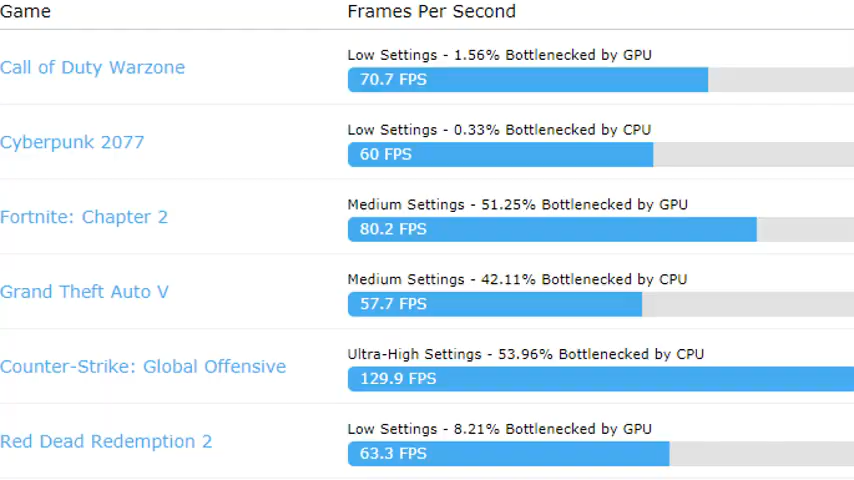 Game
Frames Per Second
Call of Duty Warzone
Low Settings - 1.56% Bottlenecked by GPU
70.7 FPS
Cyberpunk 2077
Low Settings - 0.33% Bottlenecked by CPU
60 FPS
Fortnite: Chapter 2
Medium Settings - 51.25% Bottlenecked by GPU
80.2 FPS
Grand Theft Auto V
Medium Settings - 42.11% Bottlenecked by CPU
57.7 FPS
Counter-Strike: Global Offensive
Ultra-High Settings - 53.96% Bottlenecked by CPU
129.9 FPS
Red Dead Redemption 2
Low Settings - 8.21% Bottlenecked by GPU
63.3 FPS